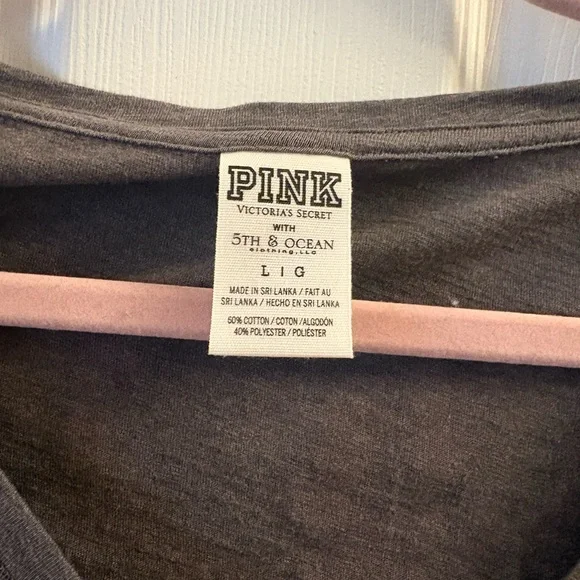 PINK
VICTORIA'S SECRET
WITH
5TH & OCEAN
clothing, LLC
L | G
MADE IN SRI LANKA / FAIT AU
SRI LANKA / HECHO EN SRI LANKA
60% COTTON / COTON /ALGODÓN
40% POLYESTER / POLIÉSTER